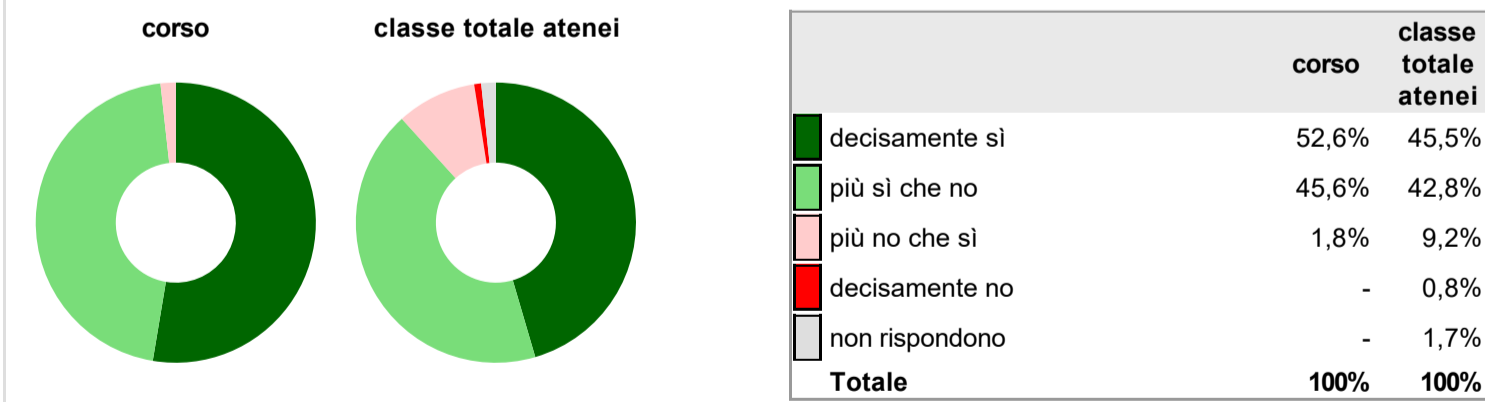 corso
classe totale atenei
corso
classe
totale
atenei
decisamente sì 52,6% 45,5%
più sì che no 45,6% 42,8%
più no che sì 1,8% 9,2%
decisamente no - 0,8%
non rispondono - 1,7%
Totale 100% 100%